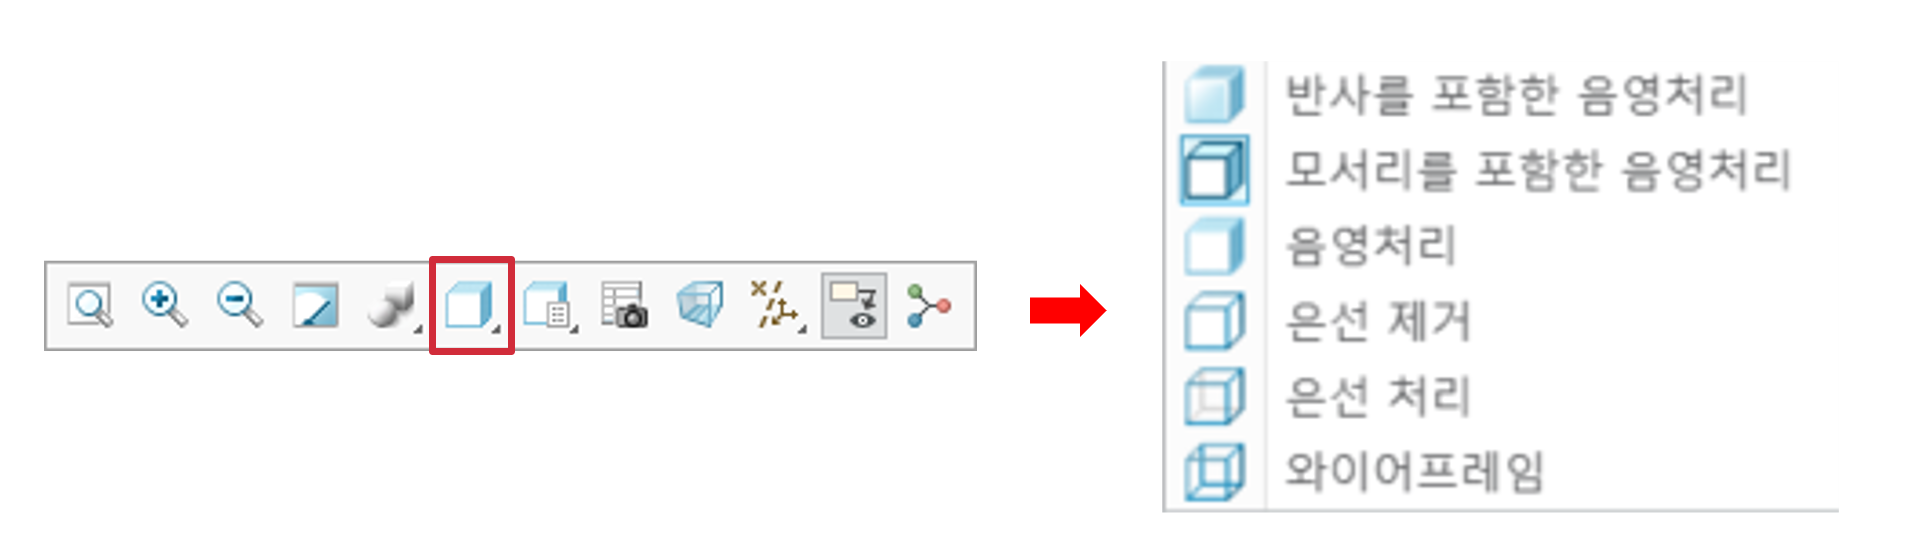 반사를 포함한 음영처리
모서리를 포함한 음영처리
음영처리
은선 제거
은선 처리
와이어프레임